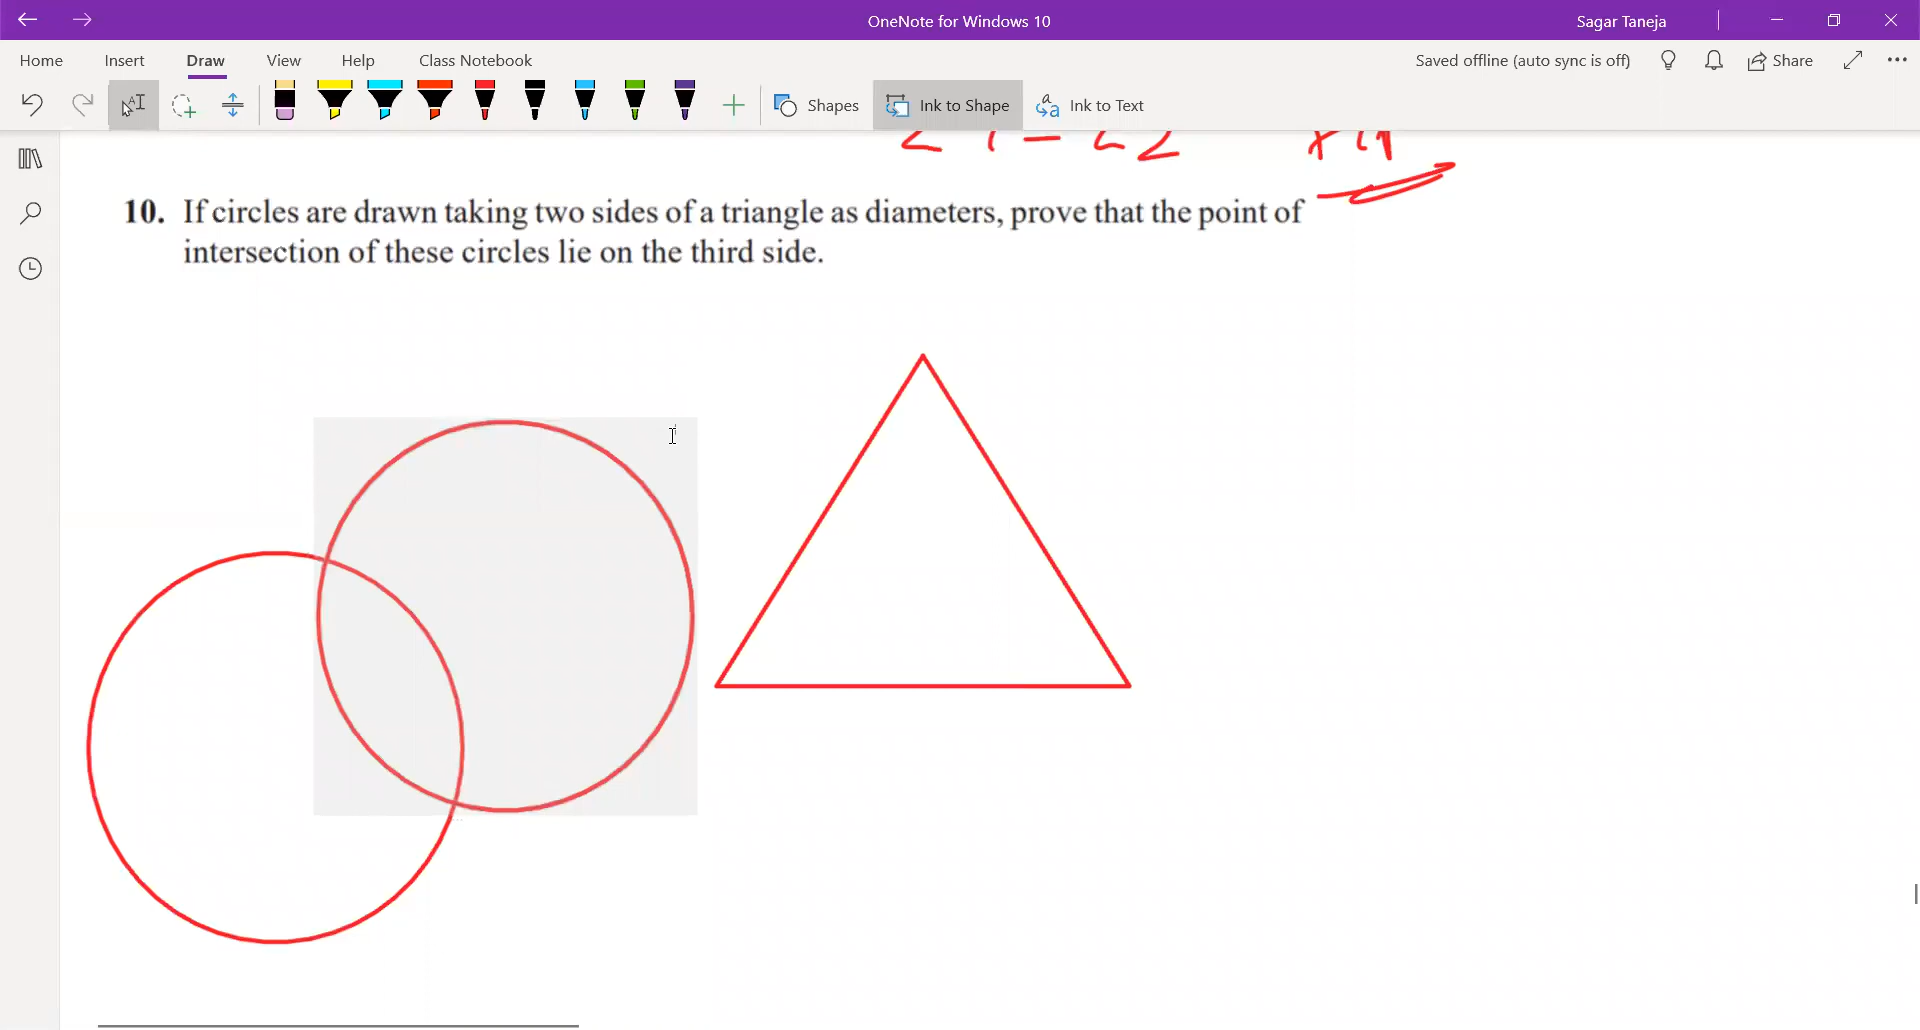 OneNote for Windows 10
Sagar Taneja
Home Insert Draw View Help Class Notebook
Saved offline (auto sync is off) Share
Shapes Ink to Shape Ink to Text
10. If circles are drawn taking two sides of a triangle as diameters, prove that the point of
intersection of these circles lie on the third side.